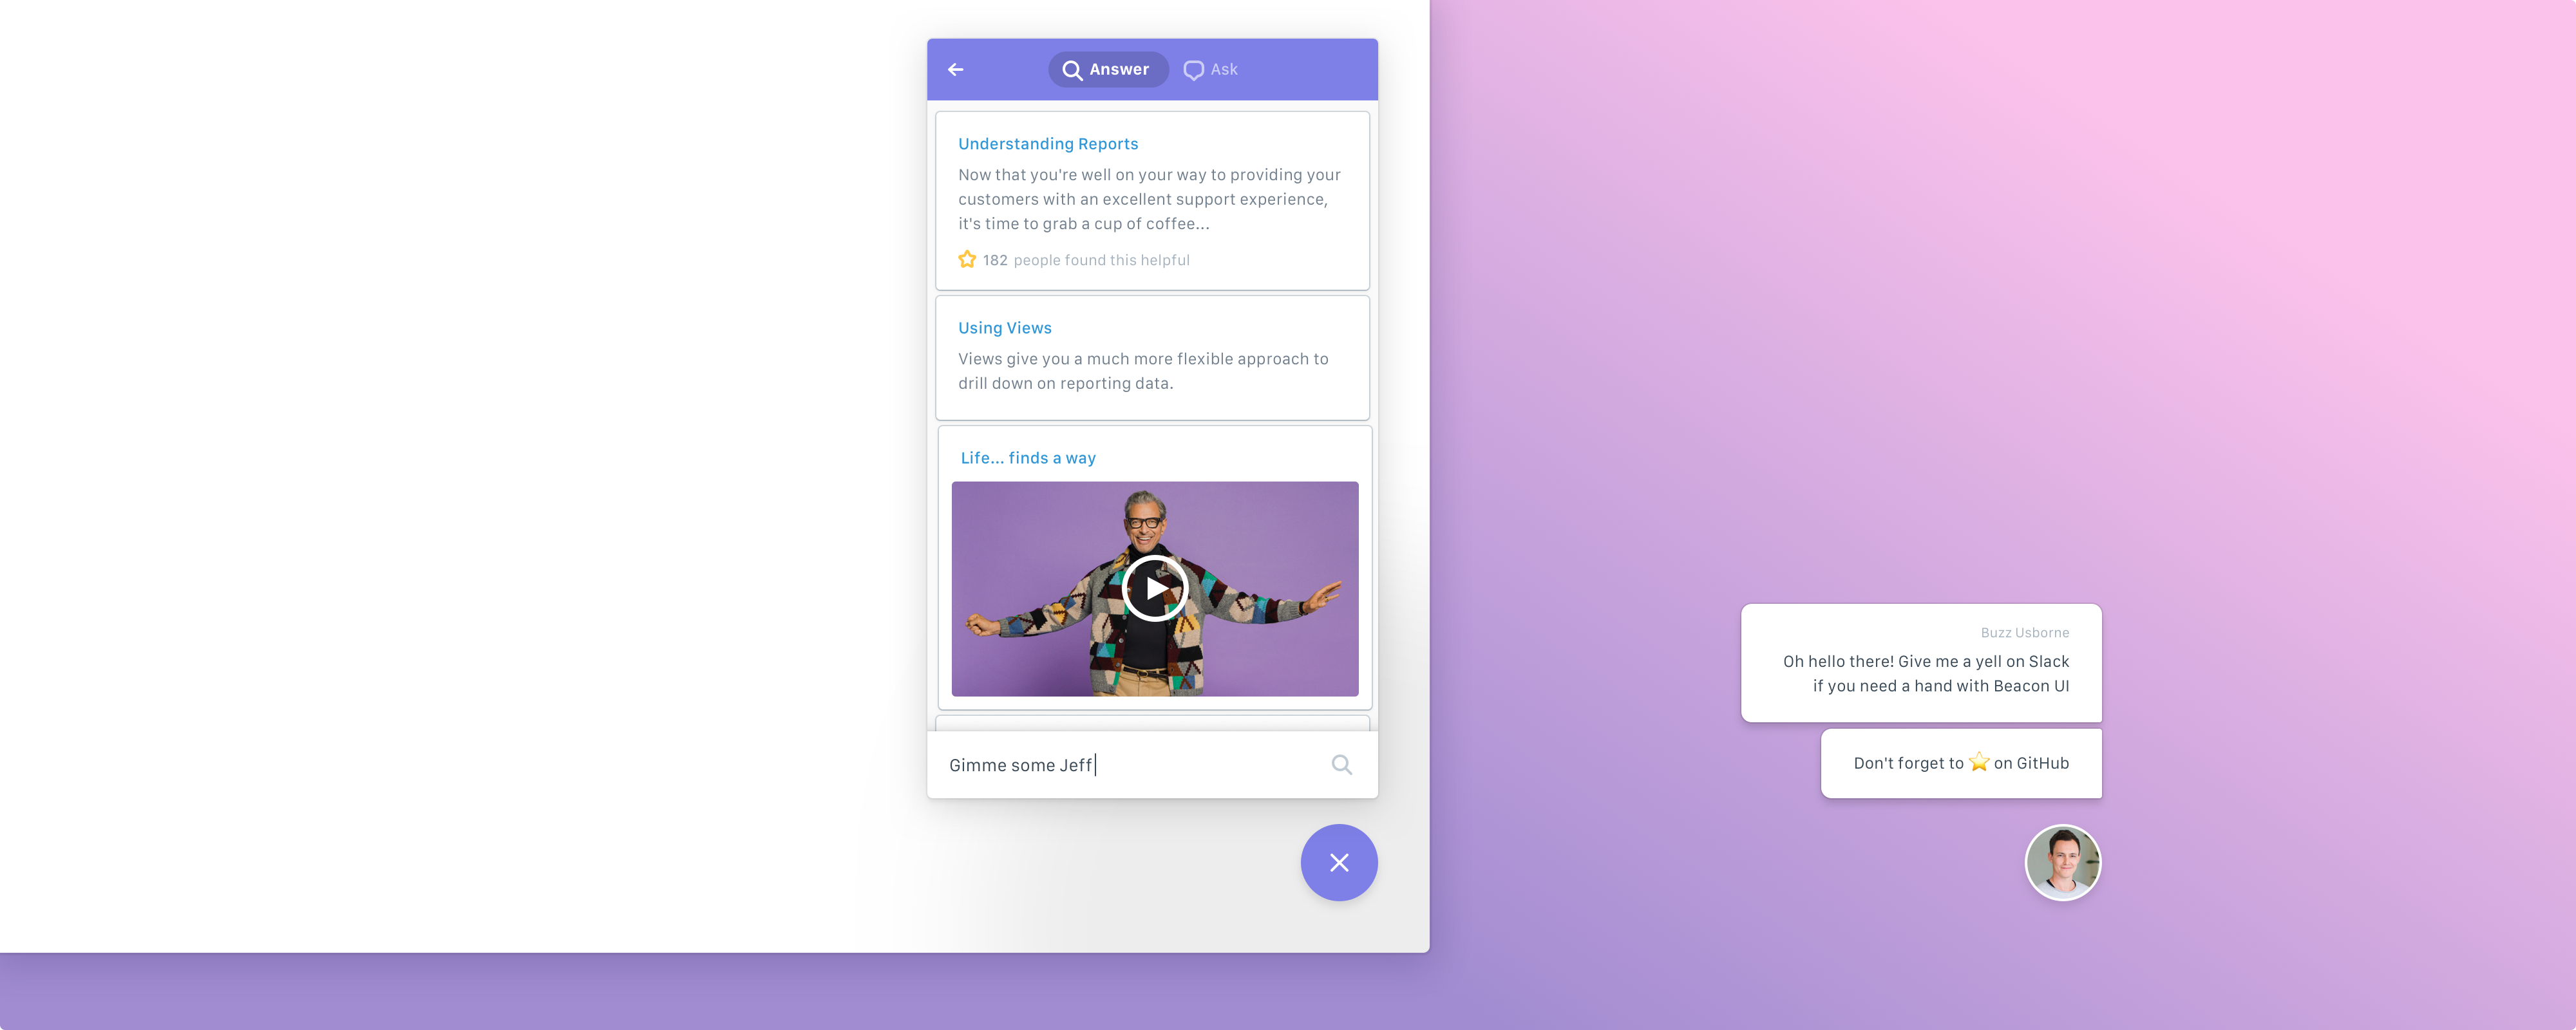 Answer
Ask
Understanding Reports
Now that you're well on your way to providing your
customers with an excellent support experience,
it's time to grab a cup of coffee...
182 people found this helpful
Using Views
Views give you a much more flexible approach to
drill down on reporting data.
Life... finds a way
Gimme some Jeff
Buzz Usborne
Oh hello there! Give me a yell on Slack
if you need a hand with Beacon UI
Don't forget to ⭐ on GitHub